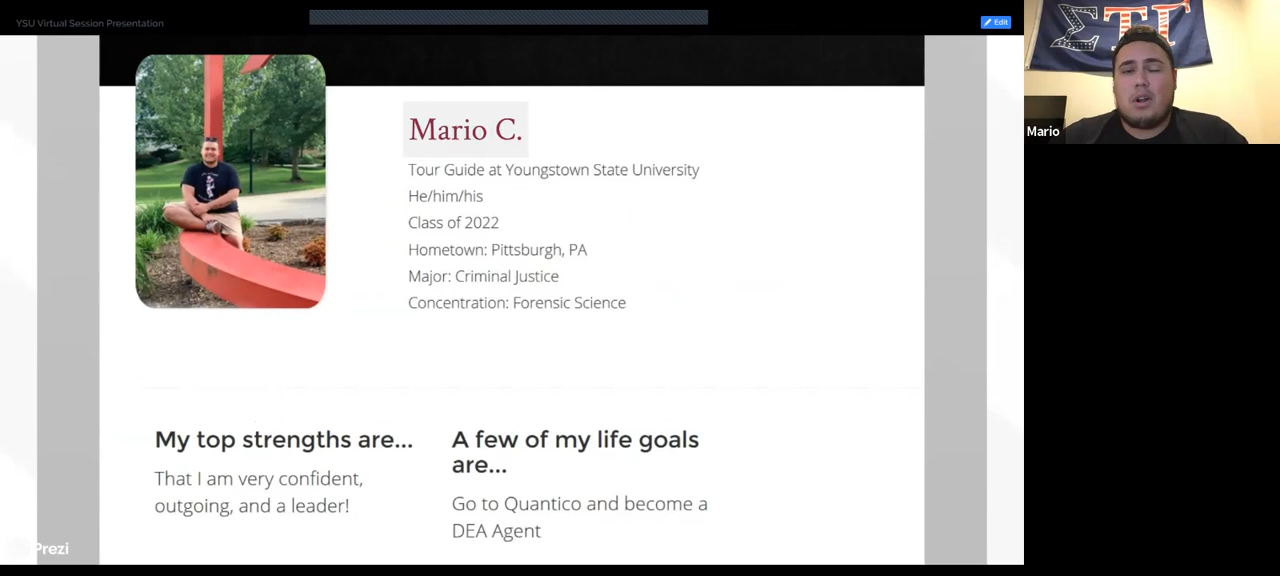 YSU Virtual Session Presentation
Edit
ΣΤΓ
Mario
Mario C.
Tour Guide at Youngstown State University
He/him/his
Class of 2022
Hometown: Pittsburgh, PA
Major: Criminal Justice
Concentration: Forensic Science
My top strengths are...
That I am very confident,
outgoing, and a leader!
A few of my life goals
are...
Go to Quantico and become a
DEA Agent
Prezi